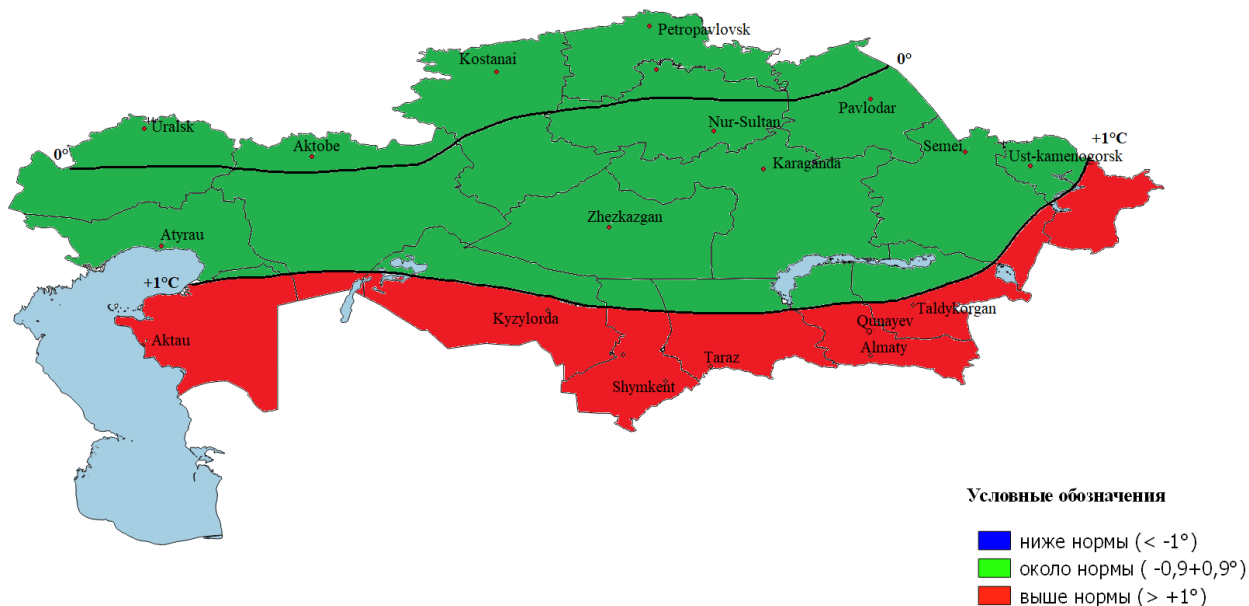 Petropavlovsk
Kostanai
0°
Pavlodar
Uralsk
Nur-Sultan
Aktobe
0°
Semei
+1°C
Ust-kamenogorsk
Karaganda
Zhezkazgan
Atyrau
+1°C
Taldykorgan
Kyzylorda
Qunayev
Aktau
Almaty
Taraz
Shymkent
Условные обозначения
ниже нормы (< -1°)
около нормы ( -0,9+0,9°)
выше нормы (> +1°)